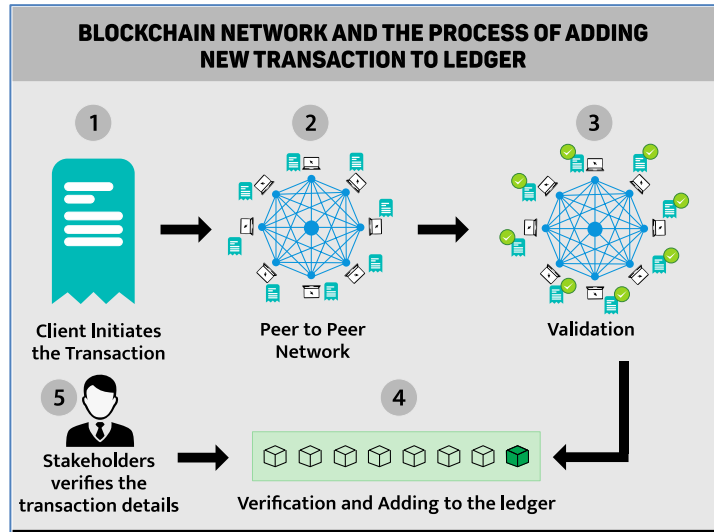 BLOCKCHAIN NETWORK AND THE PROCESS OF ADDING
NEW TRANSACTION TO LEDGER
1
2
3
Client Initiates
the Transaction
Peer to Peer
Network
Validation
5
4
Stakeholders
verifies the
transaction details
Verification and Adding to the ledger